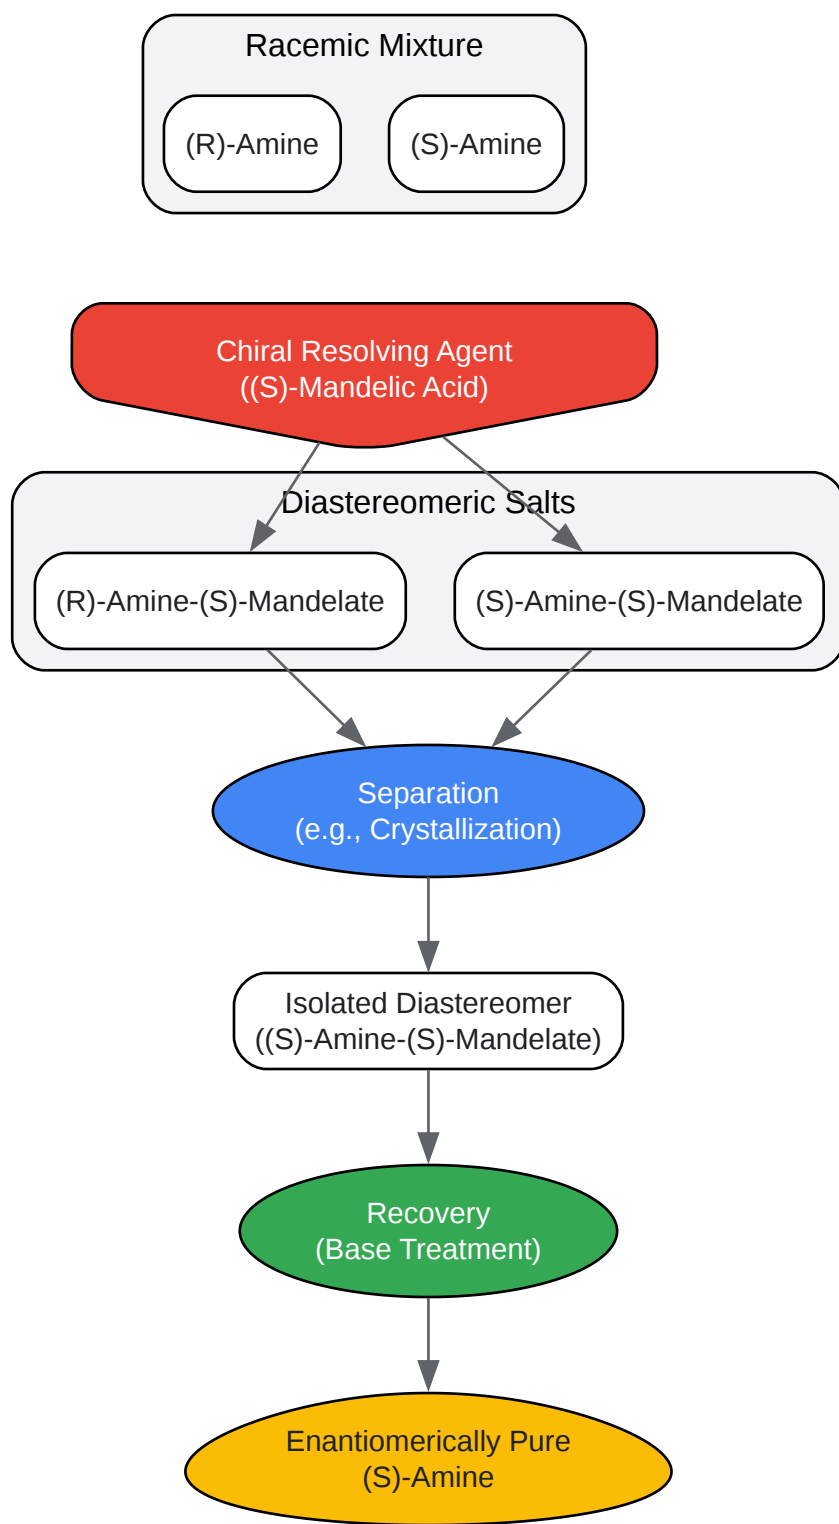 Racemic Mixture
(R)-Amine
(S)-Amine
Chiral Resolving Agent
((S)-Mandelic Acid)
Diastereomeric Salts
(R)-Amine-(S)-Mandelate
(S)-Amine-(S)-Mandelate
Separation
(e.g., Crystallization)
Isolated Diastereomer
((S)-Amine-(S)-Mandelate)
Recovery
(Base Treatment)
Enantiomerically Pure
(S)-Amine